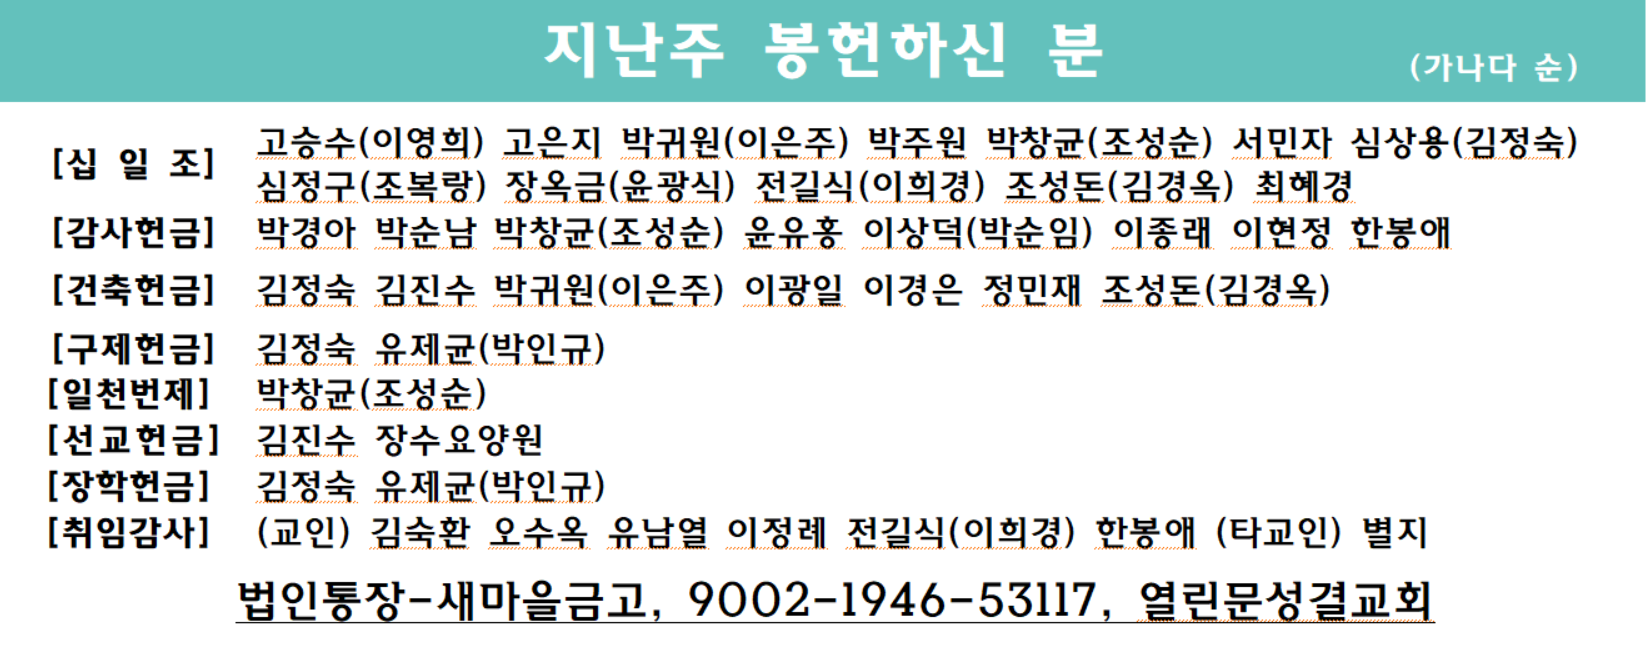 지난주 봉헌하신 분 (가나다 순)
[십 일 조] 고승수(이영희) 고은지 박귀원(이은주) 박주원 박창균(조성순) 서민자 심상용(김정숙)
심정구(조복랑) 장옥금(윤광식) 전길식(이희경) 조성돈(김경옥) 최혜경
[감사헌금] 박경아 박순남 박창균(조성순) 윤유홍 이상덕(박순임) 이종래 이현정 한봉애
[건축헌금] 김정숙 김진수 박귀원(이은주) 이광일 이경은 정민재 조성돈(김경옥)
[구제헌금] 김정숙 유제균(박인규)
[일천번제] 박창균(조성순)
[선교헌금] 김진수 장수요양원
[장학헌금] 김정숙 유제균(박인규)
[취임감사] (교인) 김숙환 오수옥 유남열 이정례 전길식(이희경) 한봉애 (타교인) 별지
법인통장-새마을금고, 9002-1946-53117, 열린문성결교회